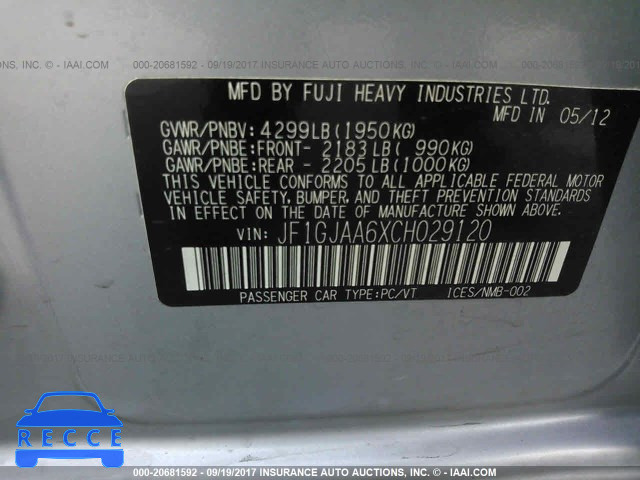 000-20681592 - 09/19/2017 INSURANCE AUTO AUCTIONS, INC. - IAAI.COM
INC. - IAAI.COM
000-20681592 -
MFD BY FUJI HEAVY INDUSTRIES LTD.
MFD IN 05/12
GVWR/PNBV: 4299LB(1950KG)
GAWR/PNBE:FRONT- 2183LB( 990KG)
GAWR/PNBE:REAR - 2205LB(1000KG)
THIS VEHICLE CONFORMS TO ALL APPLICABLE FEDERAL MOTOR
VEHICLE SAFETY, BUMPER, AND THEFT PREVENTION STANDARDS
IN EFFECT ON THE DATE OF MANUFACTURE SHOWN ABOVE.
VIN: JF1GJAA6XCH029120
PASSENGER CAR TYPE:PC/VT ICES/NMB-002
RECCE
000-20681592 - 09/19/2017 INSURANCE AUTO AUCTIONS, INC. - IAAI.COM